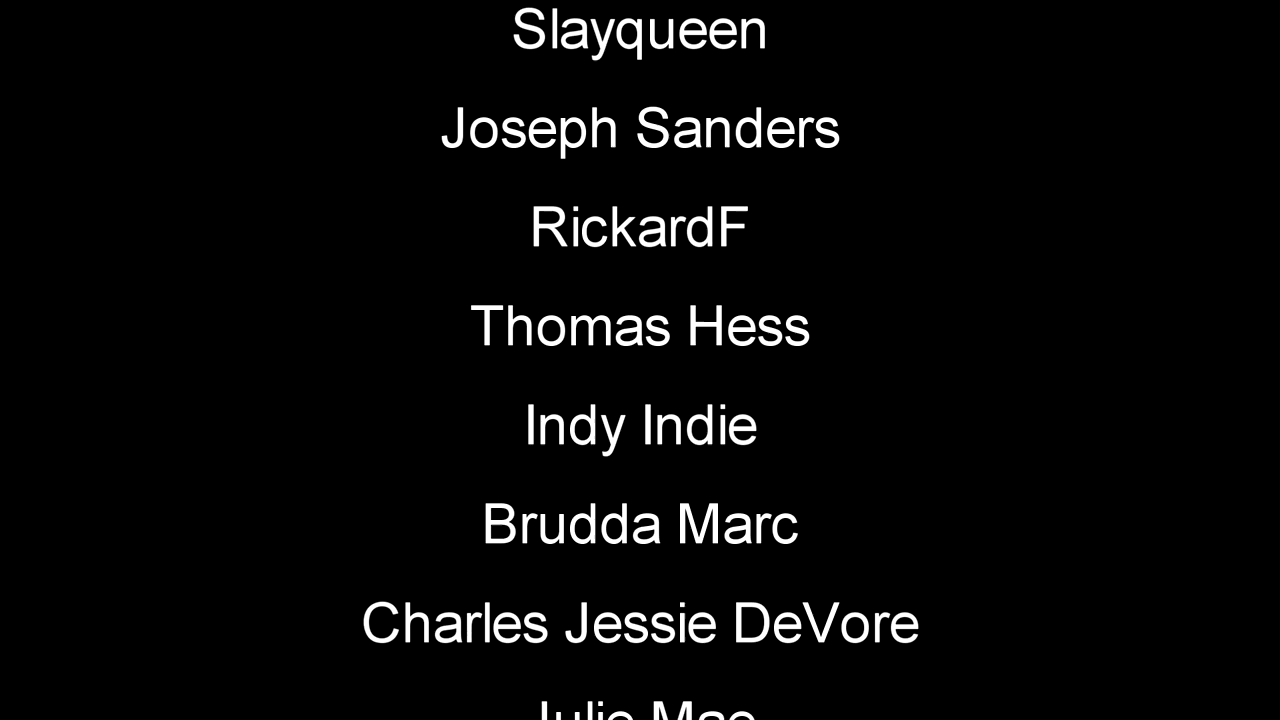 Slayqueen
Joseph Sanders
RickardF
Thomas Hess
Indy Indie
Brudda Marc
Charles Jessie DeVore